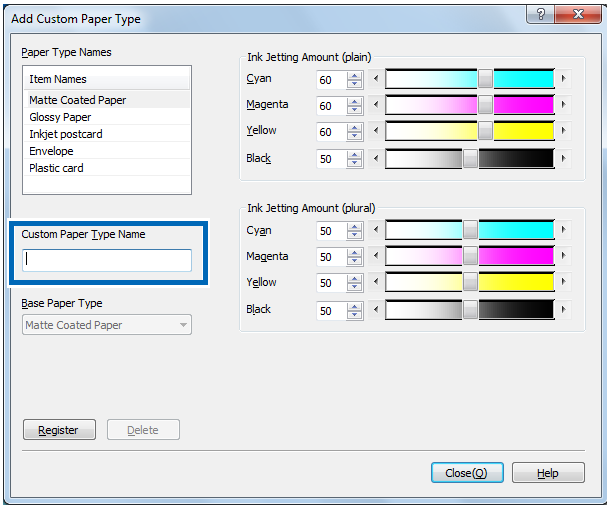 Add Custom Paper Type
?
Paper Type Names
Item Names
Matte Coated Paper
Glossy Paper
Inkjet postcard
Envelope
Plastic card
Custom Paper Type Name
Base Paper Type
Matte Coated Paper
Register
Delete
Ink Jetting Amount (plain)
Cyan 60
Magenta 60
Yellow 60
Black 50
Ink Jetting Amount (plural)
Cyan 50
Magenta 50
Yellow 50
Black 50
Close(O)
Help